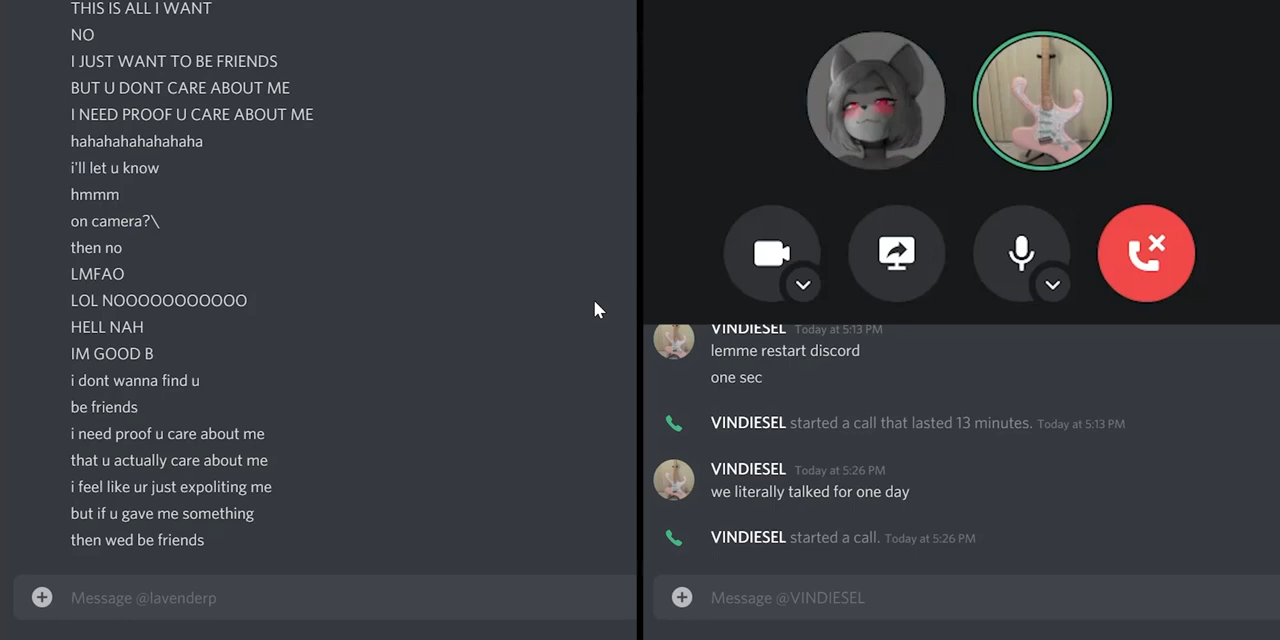 THIS IS ALL I WANT
NO
I JUST WANT TO BE FRIENDS
BUT U DONT CARE ABOUT ME
I NEED PROOF U CARE ABOUT ME
hahahahahahahaha
i'll let u know
hmmm
on camera?\
then no
LMFAO
LOL NOOOOOOOOOOO
HELL NAH
IM GOOD B
i dont wanna find u
be friends
i need proof u care about me
that u actually care about me
i feel like ur just expoliting me
but if u gave me something
then wed be friends
Message @lavenderp
VINDIESEL Today at 5:13 PM
lemme restart discord
one sec
VINDIESEL started a call that lasted 13 minutes. Today at 5:13 PM
VINDIESEL Today at 5:26 PM
we literally talked for one day
VINDIESEL started a call. Today at 5:26 PM
Message @VINDIESEL